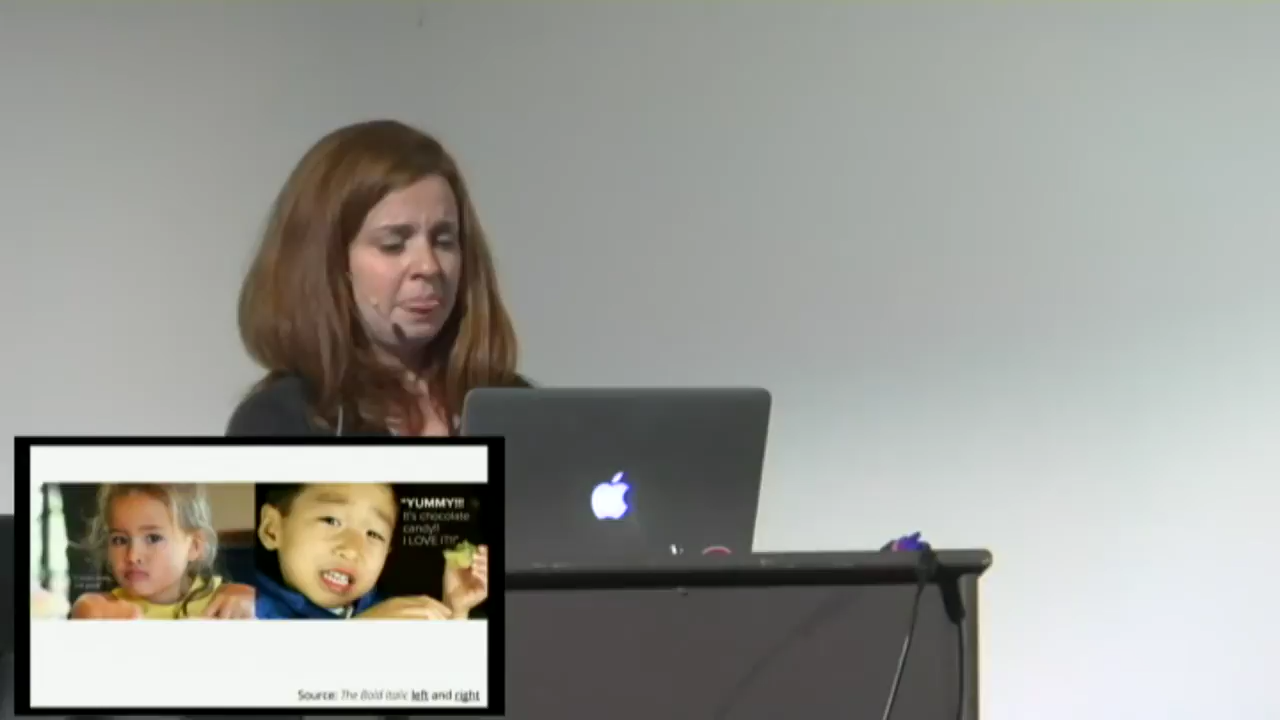 "YUMMY!!!
It's chocolate
candy!!
I LOVE IT!"
Source: The Bold Italic left and right